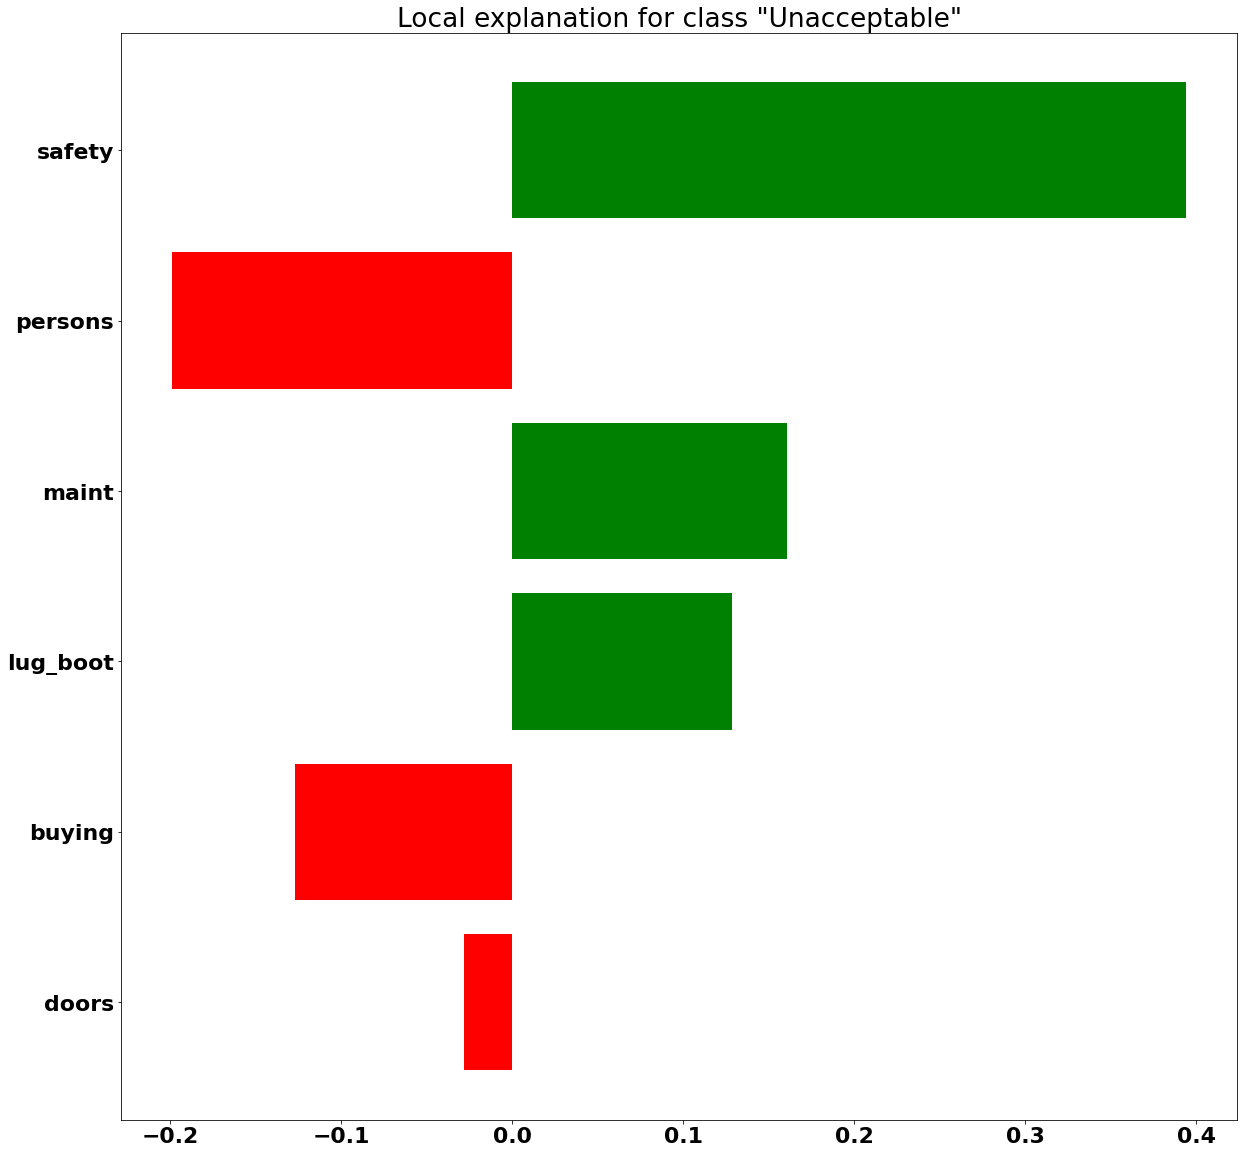 Local explanation for class "Unacceptable"
safety
persons
maint
lug_boot
buying
doors
−0.2 −0.1 0.0 0.1 0.2 0.3 0.4